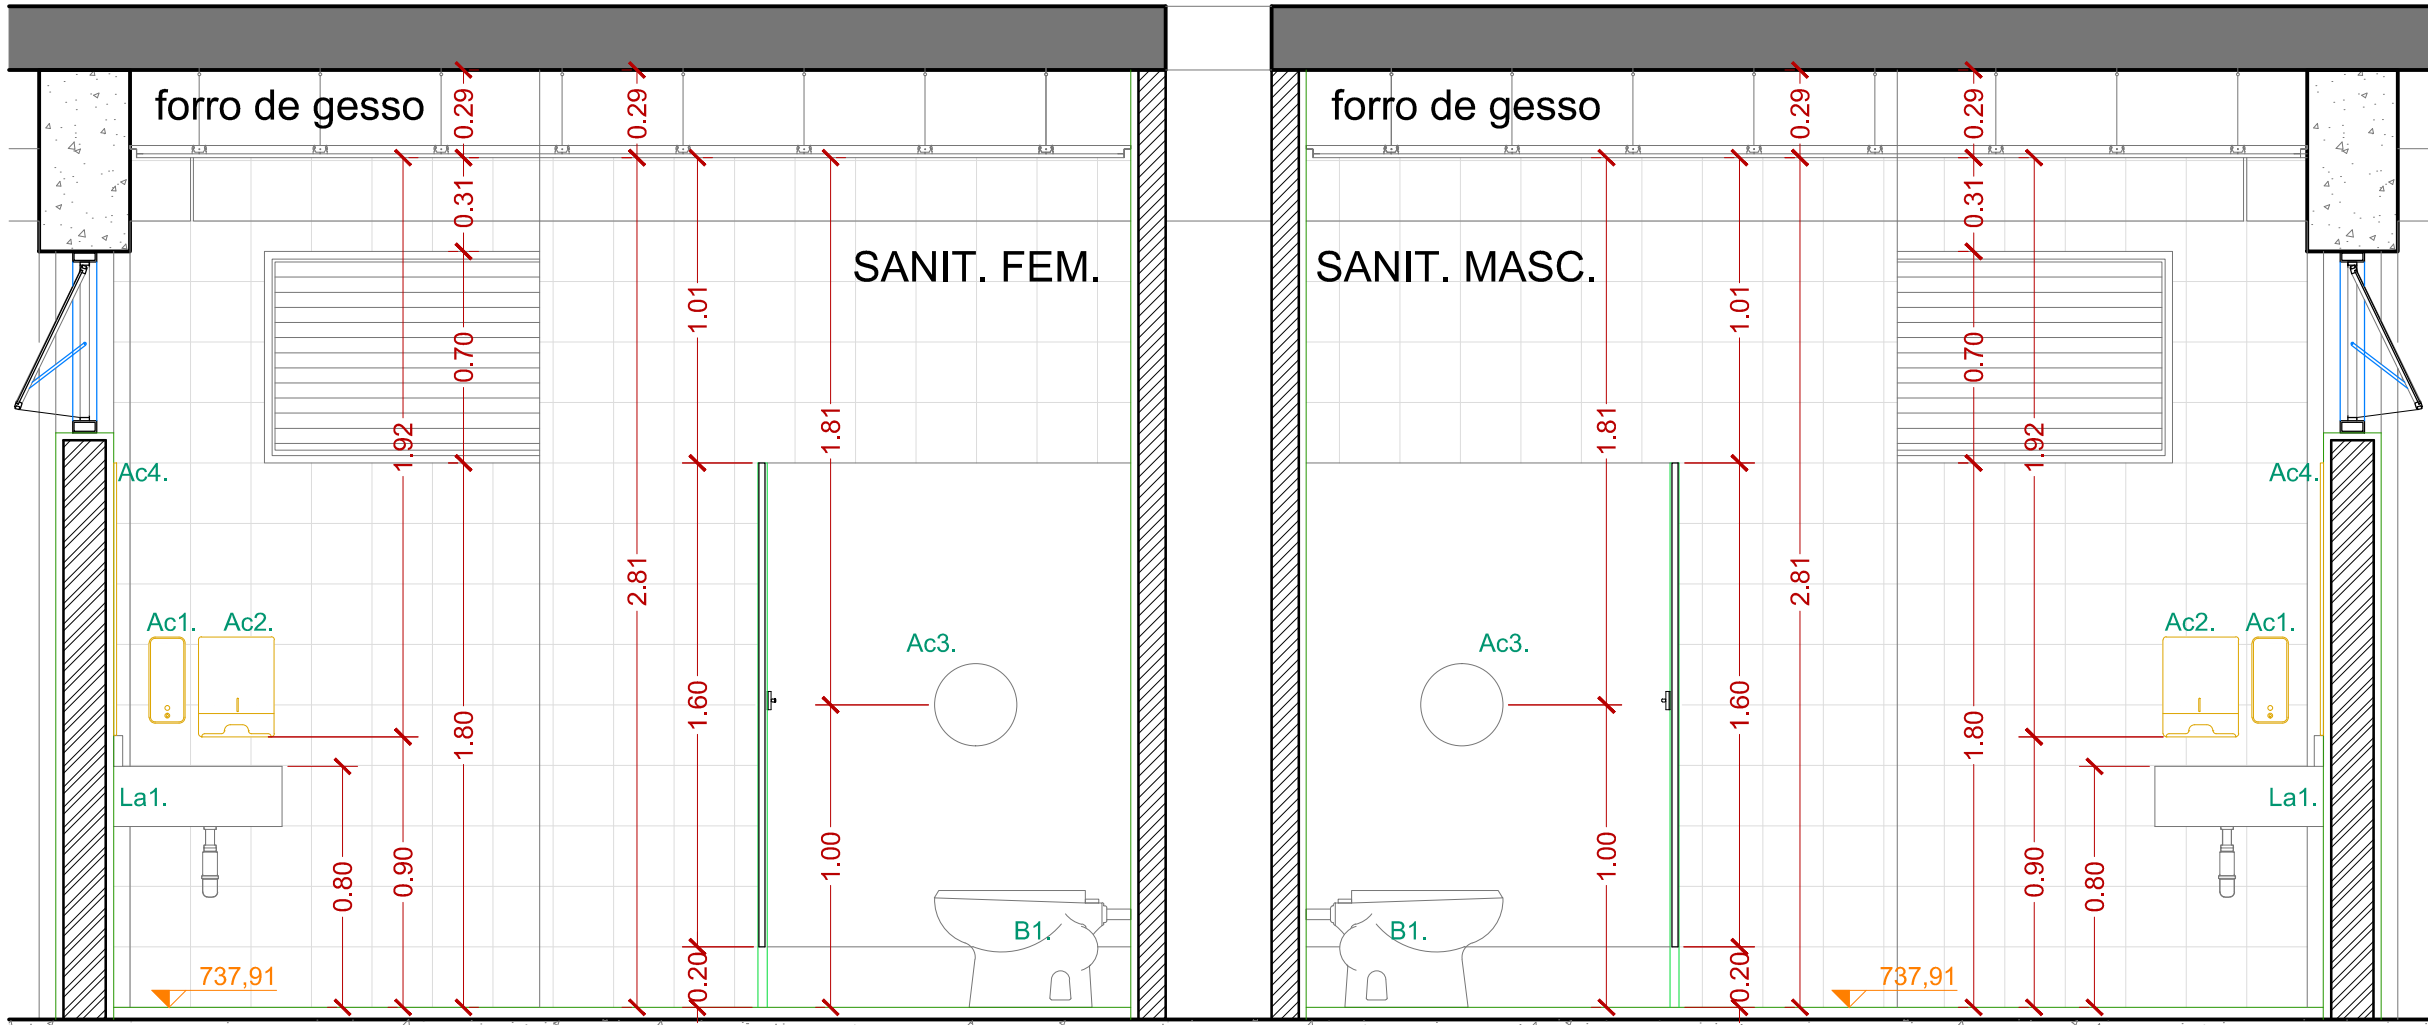 forro de gesso
0.29
0.29
forro de gesso
0.29
0.29
0.31
0.31
SANIT. FEM.
SANIT. MASC.
1.01
1.01
0.70
0.70
1.92
1.81
1.81
1.92
Ac4.
Ac4.
2.81
2.81
Ac1.
Ac2.
Ac3.
Ac3.
Ac2.
Ac1.
1.60
1.60
1.80
1.80
La1.
La1.
0.80
0.90
1.00
1.00
0.90
0.80
B1.
B1.
737,91
0.20
0.20
737,91